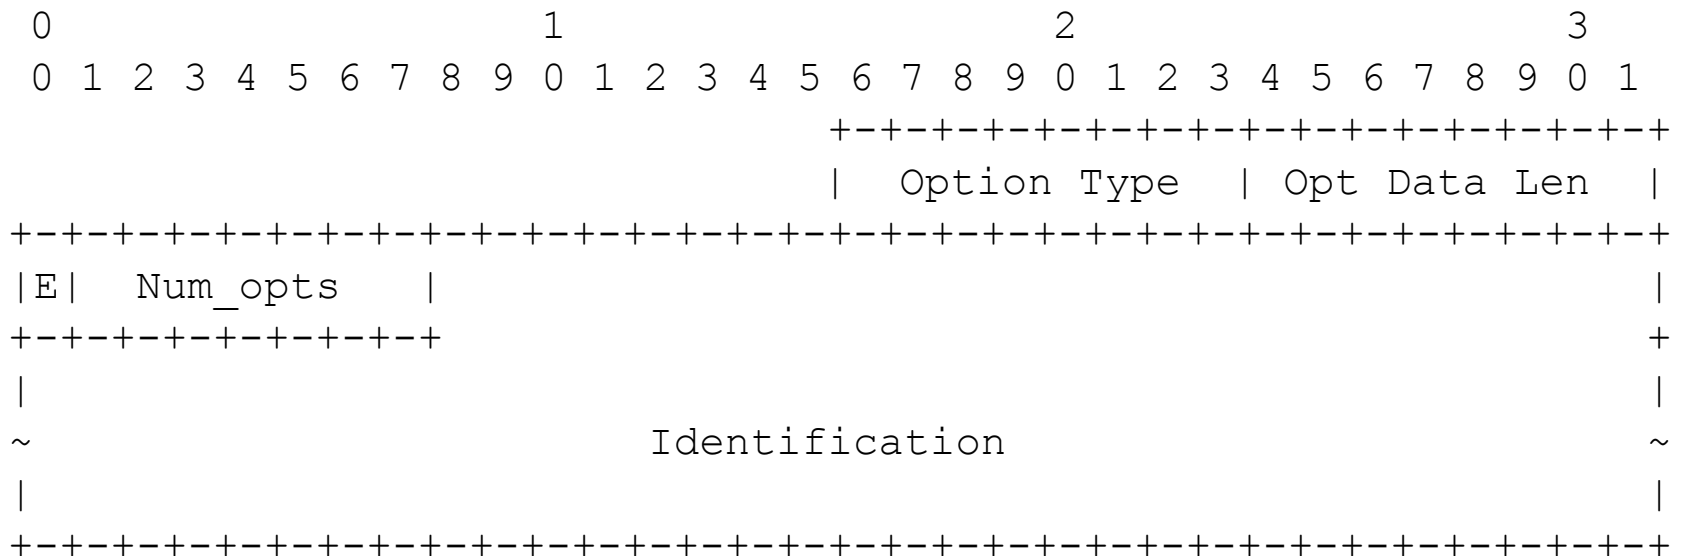 0                   1                   2                   3
 0 1 2 3 4 5 6 7 8 9 0 1 2 3 4 5 6 7 8 9 0 1 2 3 4 5 6 7 8 9 0 1
                                +-+-+-+-+-+-+-+-+-+-+-+-+-+-+-+-+
                                |  Option Type  | Opt Data Len  |
+-+-+-+-+-+-+-+-+-+-+-+-+-+-+-+-+-+-+-+-+-+-+-+-+-+-+-+-+-+-+-+-+
|E|  Num_opts   |                                               |
+-+-+-+-+-+-+-+-+                                               +
|                                                               |
~                        Identification                         ~
|                                                               |
+-+-+-+-+-+-+-+-+-+-+-+-+-+-+-+-+-+-+-+-+-+-+-+-+-+-+-+-+-+-+-+-+